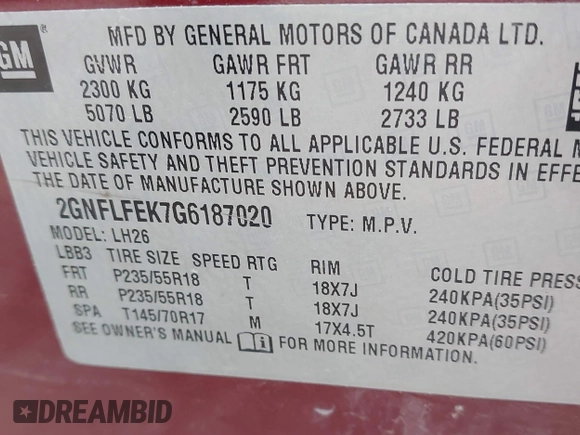 GM
MFD BY GENERAL MOTORS OF CANADA LTD.
GVWR GAWR FRT GAWR RR
2300 KG 1175 KG 1240 KG
5070 LB 2590 LB 2733 LB
THIS VEHICLE CONFORMS TO ALL APPLICABLE U.S. FEDERAL M
VEHICLE SAFETY AND THEFT PREVENTION STANDARDS IN EFFE
THE DATE OF MANUFACTURE SHOWN ABOVE.
2GNFLFEK7G6187020 TYPE: M.P.V.
MODEL: LH26
LBB3 TIRE SIZE SPEED RTG RIM COLD TIRE PRESS
FRT P235/55R18 T 18X7J 240KPA(35PSI)
RR P235/55R18 T 18X7J 240KPA(35PSI)
SPA T145/70R17 M 17X4.5T 420KPA(60PSI)
SEE OWNER'S MANUAL FOR MORE INFORMATION.
DREAMBID